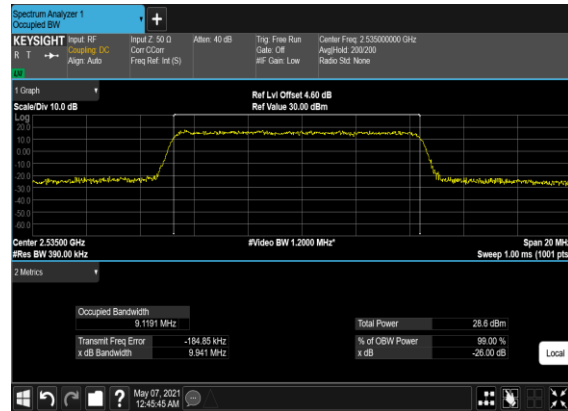 Spectrum Analyzer 1
Occupied BW
+
KEYSIGHT Input: RF Input Z: 50 Ω Atten: 40 dB Trig: Free Run Center Freq: 2.535000000 GHz
R T Coupling: DC Corr CCorr Gate: Off Avg|Hold: 200/200
Align: Auto Freq Ref: Int (S) #IF Gain: Low Radio Std: None
1 Graph
Ref Lvl Offset 4.60 dB
Scale/Div 10.0 dB Ref Value 30.00 dBm
Log
20.0
10.0
0.00
-10.0
-20.0
-30.0
-40.0
-50.0
-60.0
Center 2.53500 GHz #Video BW 1.2000 MHz* Span 20 MHz
#Res BW 390.00 kHz Sweep 1.00 ms (1001 pts
2 Metrics
Occupied Bandwidth
9.1191 MHz Total Power 28.6 dBm
Transmit Freq Error -184.85 kHz % of OBW Power 99.00 %
x dB Bandwidth 9.941 MHz x dB -26.00 dB
Local
? May 07, 2021
12:45:45 AM